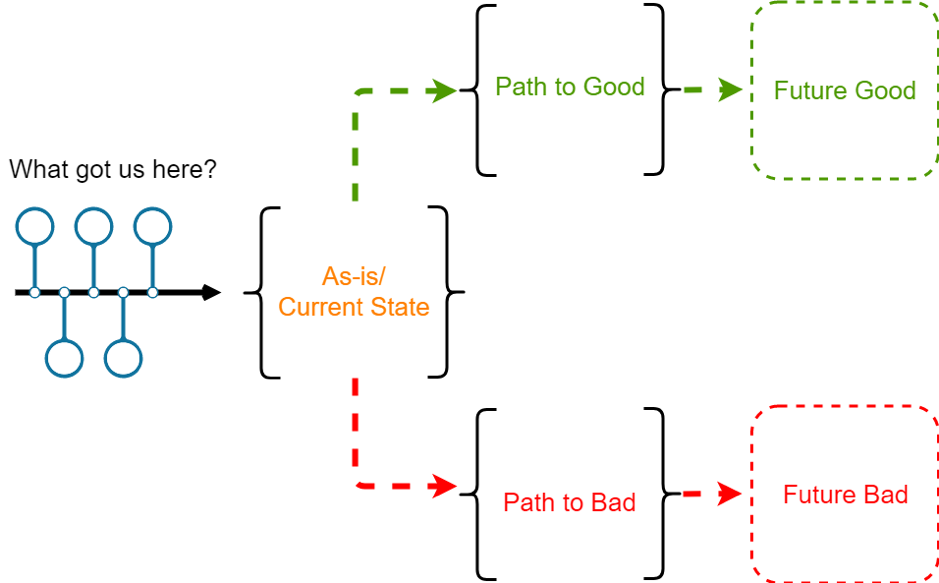 Path to Good
Future Good
What got us here?
As-is/
Current State
Path to Bad
Future Bad